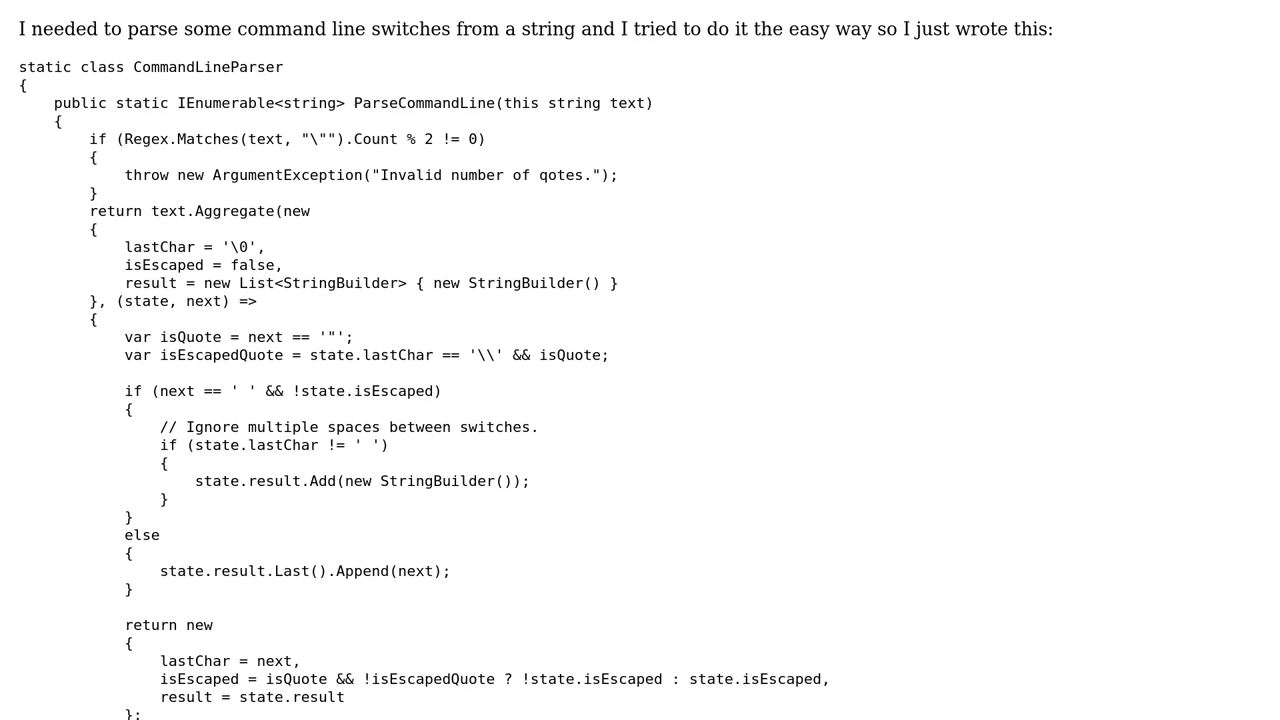 I needed to parse some command line switches from a string and I tried to do it the easy way so I just wrote this:
static class CommandLineParser
{
    public static IEnumerable<string> ParseCommandLine(this string text)
    {
        if (Regex.Matches(text, "\"").Count % 2 != 0)
        {
            throw new ArgumentException("Invalid number of qotes.");
        }
        return text.Aggregate(new
        {
            lastChar = '\0',
            isEscaped = false,
            result = new List<StringBuilder> { new StringBuilder() }
        }, (state, next) =>
        {
            var isQuote = next == '"';
            var isEscapedQuote = state.lastChar == '\\' && isQuote;

            if (next == ' ' && !state.isEscaped)
            {
                // Ignore multiple spaces between switches.
                if (state.lastChar != ' ')
                {
                    state.result.Add(new StringBuilder());
                }
            }
            else
            {
                state.result.Last().Append(next);
            }

            return new
            {
                lastChar = next,
                isEscaped = isQuote && !isEscapedQuote ? !state.isEscaped : state.isEscaped,
                result = state.result
            };